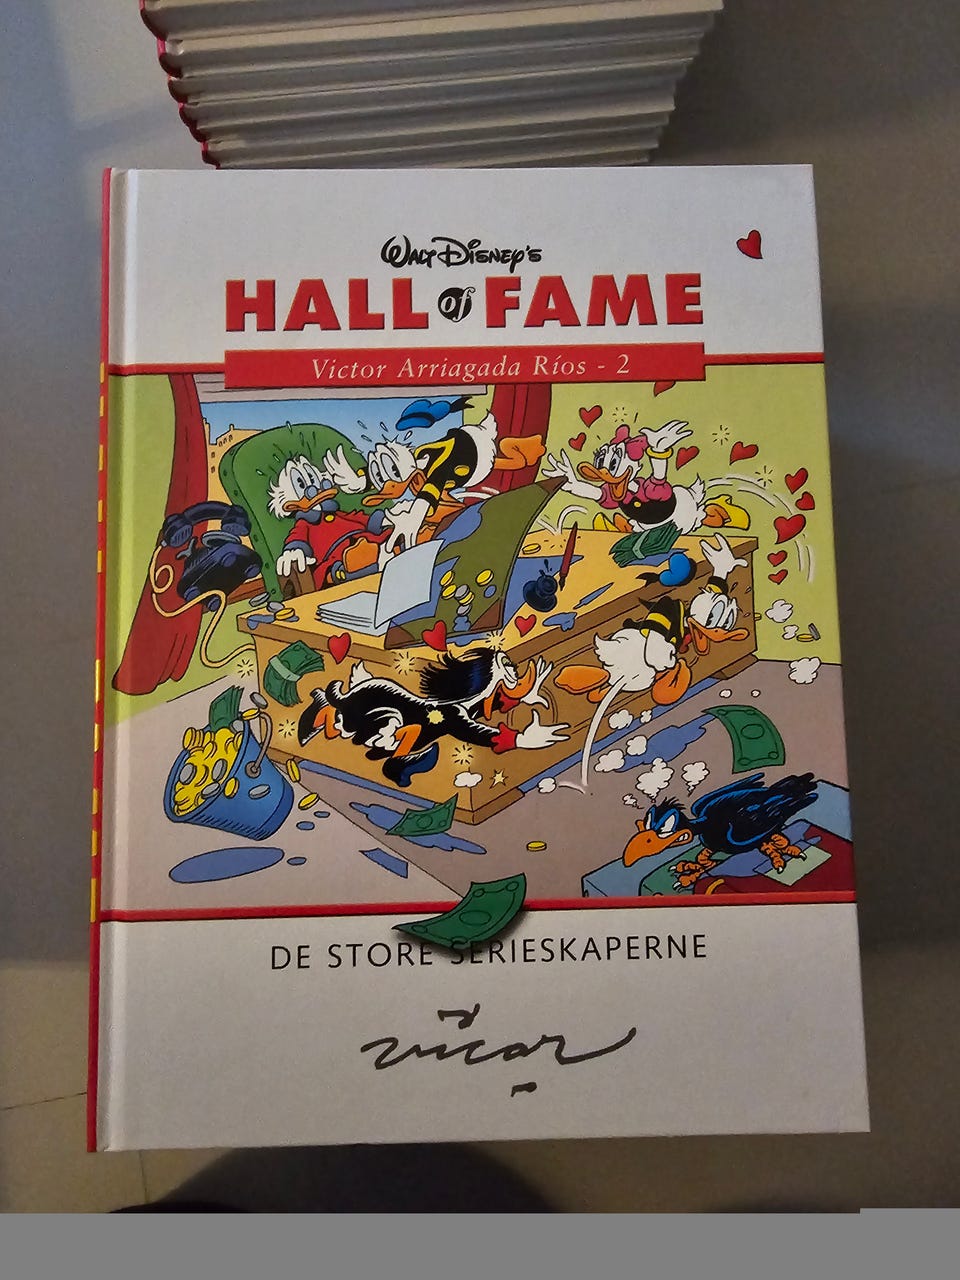 Walt Disney's
HALL of FAME
Victor Arriagada Ríos - 2
DE STORE SERIESKAPERNE
vicar